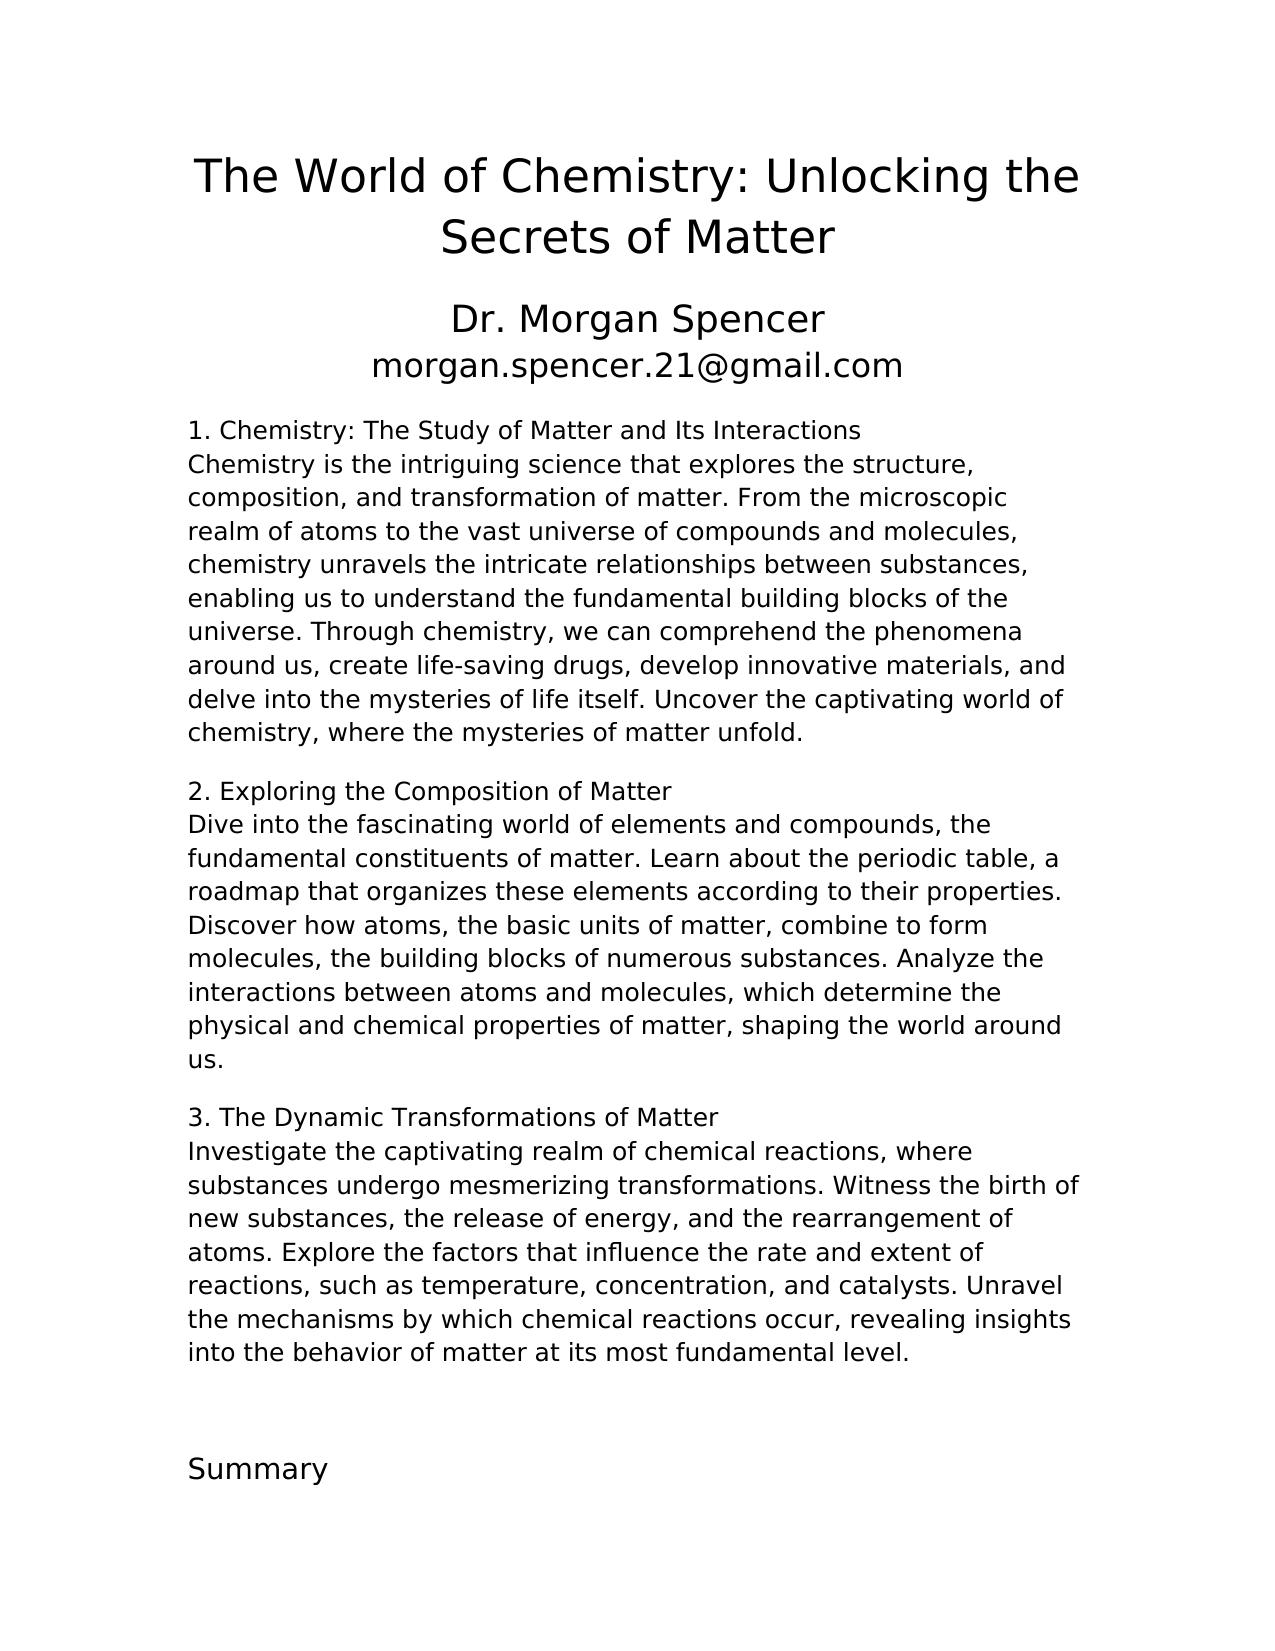 The World of Chemistry: Unlocking the
Secrets of Matter
Dr. Morgan Spencer
morgan.spencer.21@gmail.com
1. Chemistry: The Study of Matter and Its Interactions
Chemistry is the intriguing science that explores the structure,
composition, and transformation of matter. From the microscopic
realm of atoms to the vast universe of compounds and molecules,
chemistry unravels the intricate relationships between substances,
enabling us to understand the fundamental building blocks of the
universe. Through chemistry, we can comprehend the phenomena
around us, create life-saving drugs, develop innovative materials, and
delve into the mysteries of life itself. Uncover the captivating world of
chemistry, where the mysteries of matter unfold.
2. Exploring the Composition of Matter
Dive into the fascinating world of elements and compounds, the
fundamental constituents of matter. Learn about the periodic table, a
roadmap that organizes these elements according to their properties.
Discover how atoms, the basic units of matter, combine to form
molecules, the building blocks of numerous substances. Analyze the
interactions between atoms and molecules, which determine the
physical and chemical properties of matter, shaping the world around
us.
3. The Dynamic Transformations of Matter
Investigate the captivating realm of chemical reactions, where
substances undergo mesmerizing transformations. Witness the birth of
new substances, the release of energy, and the rearrangement of
atoms. Explore the factors that influence the rate and extent of
reactions, such as temperature, concentration, and catalysts. Unravel
the mechanisms by which chemical reactions occur, revealing insights
into the behavior of matter at its most fundamental level.
Summary